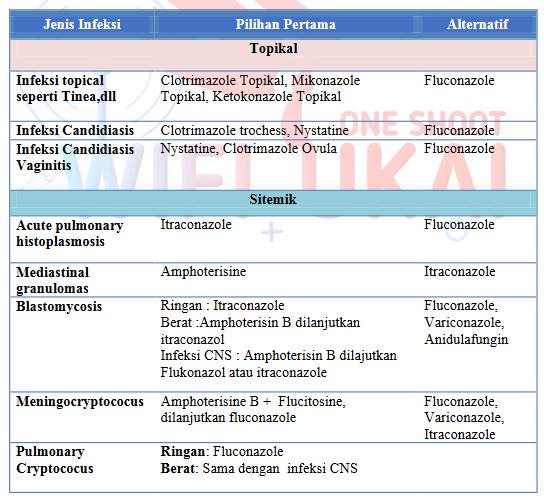 Jenis Infeksi Pilihan Pertama Alternatif
Topikal
Infeksi topical Clotrimazole Topikal, Mikonazole Fluconazole
seperti Tinea,dll Topikal, Ketokonazole Topikal
Infeksi Candidiasis Clotrimazole trochess, Nystatine Fluconazole
Infeksi Candidiasis Nystatine, Clotrimazole Ovula Fluconazole
Vaginitis
ONE SHOOT
WIFI UKAI
Sitemik
Acute pulmonary Itraconazole Fluconazole
histoplasmosis
Mediastinal Amphoterisine Itraconazole
granulomas
Blastomycosis Ringan : Itraconazole Fluconazole,
Berat :Amphoterisin B dilanjutkan Variconazole,
itraconazol Anidulafungin
Infeksi CNS : Amphoterisin B dilajutkan
Flukonazol atau itraconazole
Meningocryptococus Amphoterisine B + Flucitosine, Fluconazole,
dilanjutkan fluconazole Variconazole,
Itraconazole
Pulmonary Ringan: Fluconazole
Cryptococus Berat: Sama dengan infeksi CNS